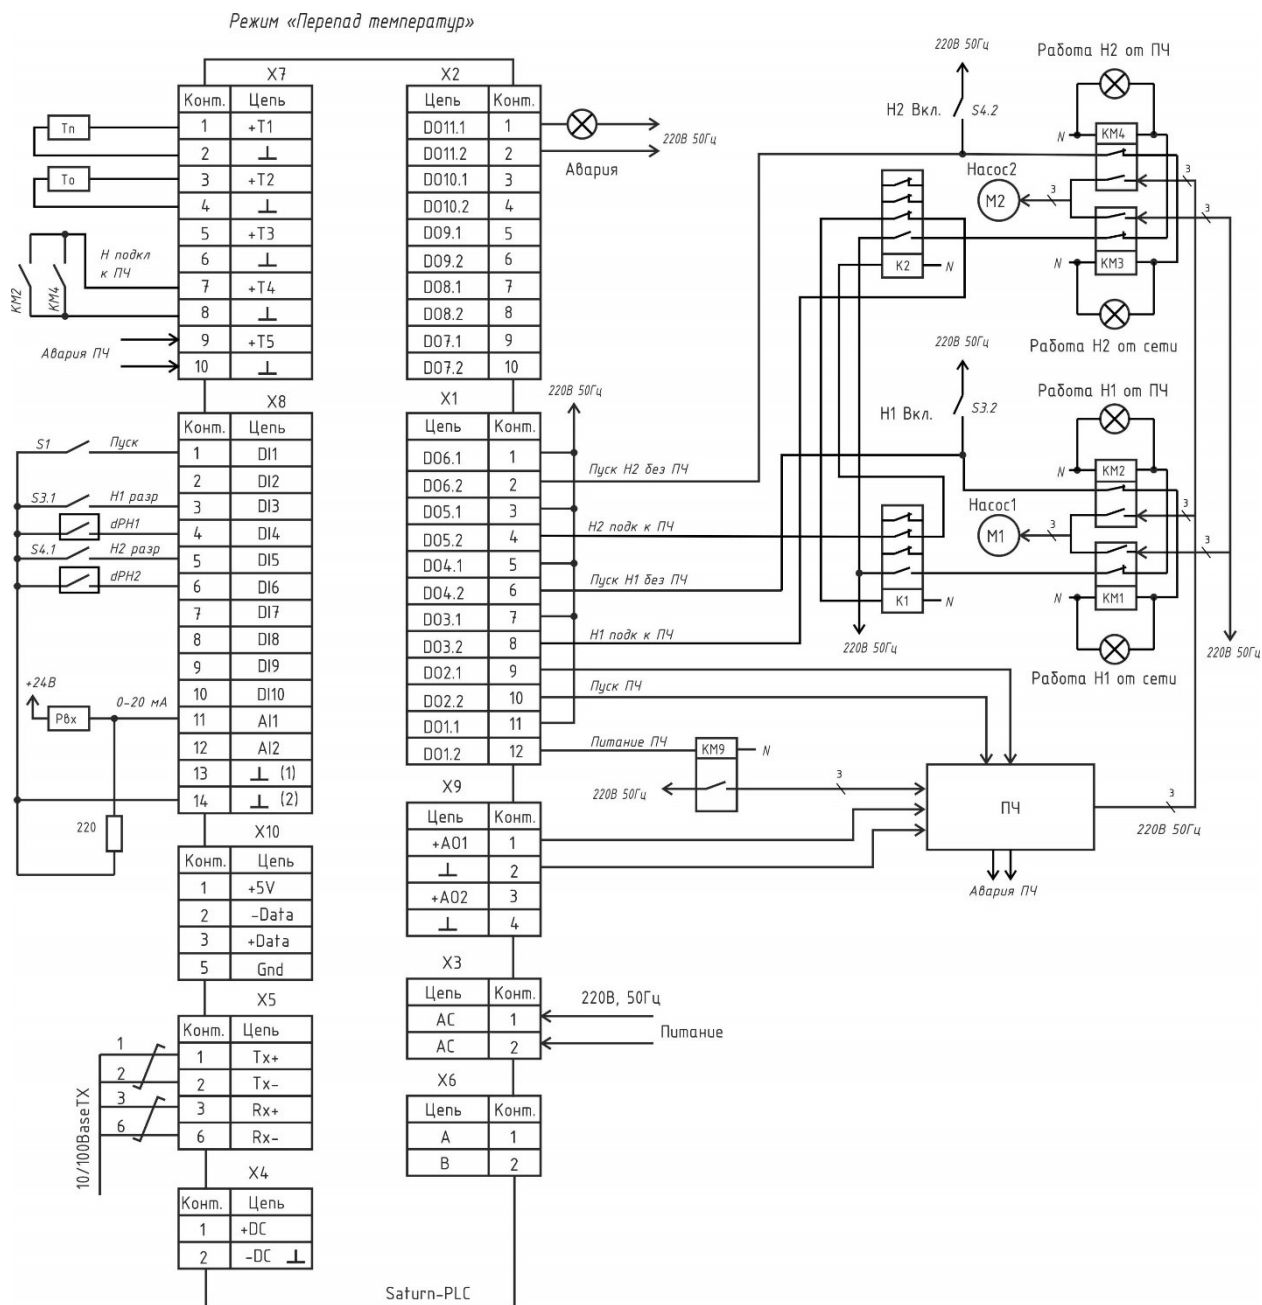 Режим «Перепад температур»
X7
Конт. Цепь
1 +T1
2 ⊥
3 +T2
4 ⊥
5 +T3
6 ⊥
7 +T4
8 ⊥
9 +T5
10 ⊥
Тп
То
Н подкл
к ПЧ
КМ2
КМ4
Авария ПЧ
X8
Конт. Цепь
1 DI1
2 DI2
3 DI3
4 DI4
5 DI5
6 DI6
7 DI7
8 DI8
9 DI9
10 DI10
11 AI1
12 AI2
13 ⊥ (1)
14 ⊥ (2)
S1 Пуск
S3.1 Н1 разр
dPH1
S4.1 Н2 разр
dPH2
+24В
Рвх
0-20 мА
220
X10
Конт. Цепь
1 +5V
2 -Data
3 +Data
5 Gnd
X5
Конт. Цепь
1 Tx+
2 Tx-
3 Rx+
6 Rx-
1
2
3
6
10/100BaseTX
X4
Конт. Цепь
1 +DC
2 -DC ⊥
X2
Цепь Конт.
DO11.1 1
DO11.2 2
DO10.1 3
DO10.2 4
DO9.1 5
DO9.2 6
DO8.1 7
DO8.2 8
DO7.1 9
DO7.2 10
220В 50Гц
Авария
X1
Цепь Конт.
DO6.1 1
DO6.2 2
DO5.1 3
DO5.2 4
DO4.1 5
DO4.2 6
DO3.1 7
DO3.2 8
DO2.1 9
DO2.2 10
DO1.1 11
DO1.2 12
220В 50Гц
Пуск Н2 без ПЧ
Н2 подк к ПЧ
Пуск Н1 без ПЧ
Н1 подк к ПЧ
Пуск ПЧ
Питание ПЧ
КМ9 N
220В 50Гц
3
X9
Цепь Конт.
+AO1 1
⊥ 2
+AO2 3
⊥ 4
X3
Цепь Конт.
AC 1
AC 2
220В, 50Гц
Питание
X6
Цепь Конт.
A 1
B 2
Saturn-PLC
220В 50Гц
Н2 Вкл. S4.2
Работа Н2 от ПЧ
N КМ4
Насос2
М2
3
3
3
К2 N
N КМ3
Работа Н2 от сети
220В 50Гц
Н1 Вкл. S3.2
Работа Н1 от ПЧ
N КМ2
Насос1
М1
3
3
3
К1 N
N КМ1
Работа Н1 от сети
220В 50Гц
220В 50Гц
ПЧ
3
220В 50Гц
Авария ПЧ